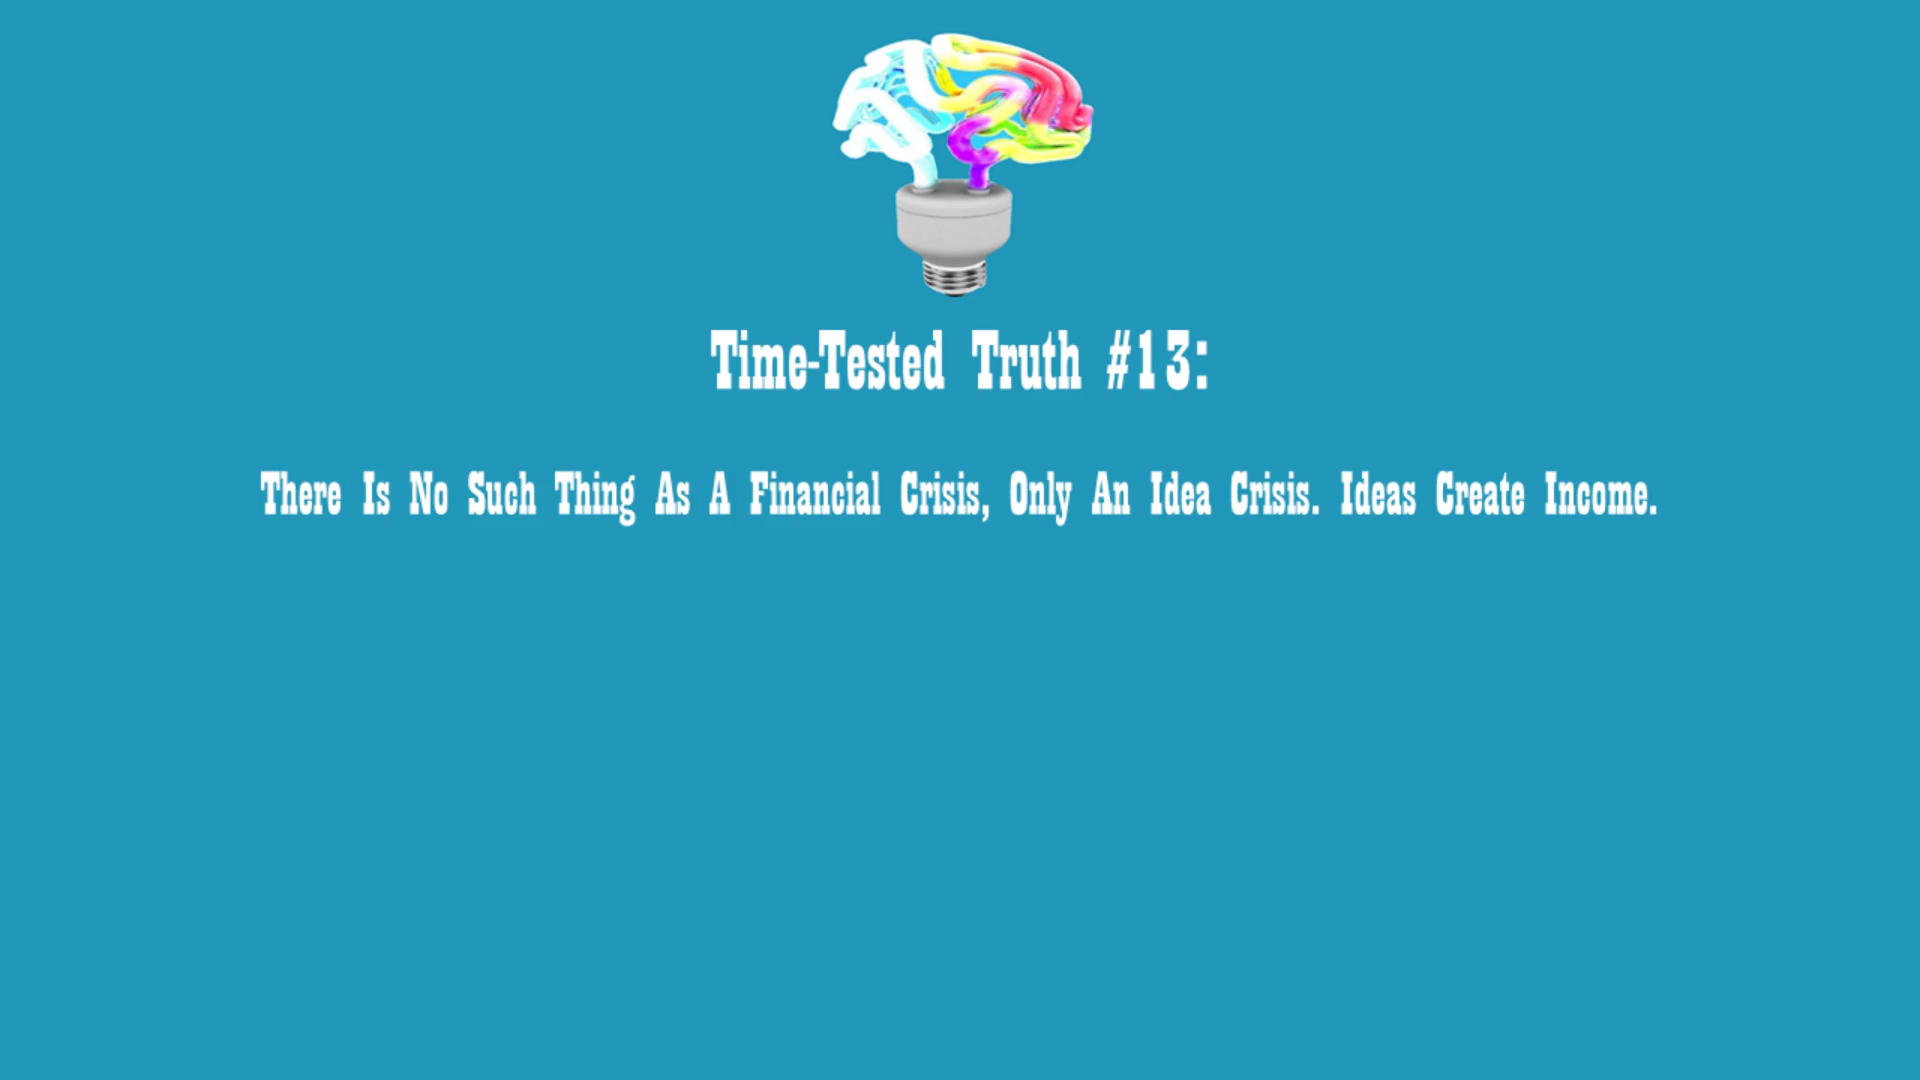 Time-Tested Truth #13:
There Is No Such Thing As A Financial Crisis, Only An Idea Crisis. Ideas Create Income.